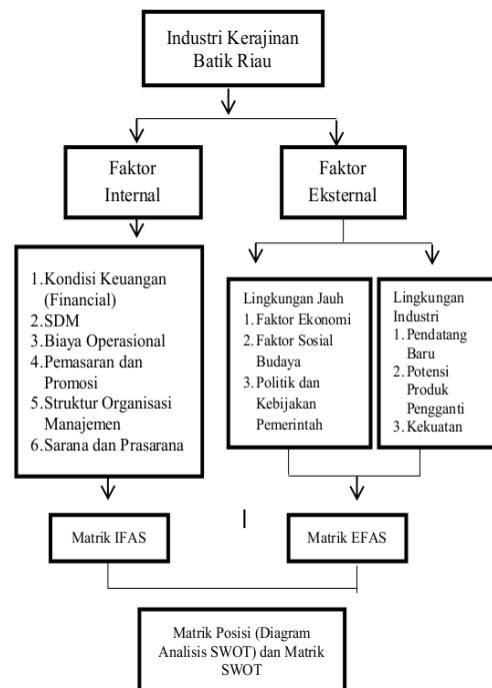 Industri Kerajinan
Batik Riau
Faktor
Internal
Faktor
Eksternal
1.Kondisi Keuangan
(Financial)
2.SDM
3.Biaya Operasional
4.Pemasaran dan
Promosi
5.Struktur Organisasi
Manajemen
6.Sarana dan Prasarana
Lingkungan Jauh
1. Faktor Ekonomi
2. Faktor Sosial
Budaya
3. Politik dan
Kebijakan
Pemerintah
Lingkungan
Industri
1. Pendatang
Baru
2. Potensi
Produk
Pengganti
3. Kekuatan
Matrik IFAS
Matrik EFAS
Matrik Posisi (Diagram
Analisis SWOT) dan Matrik
SWOT